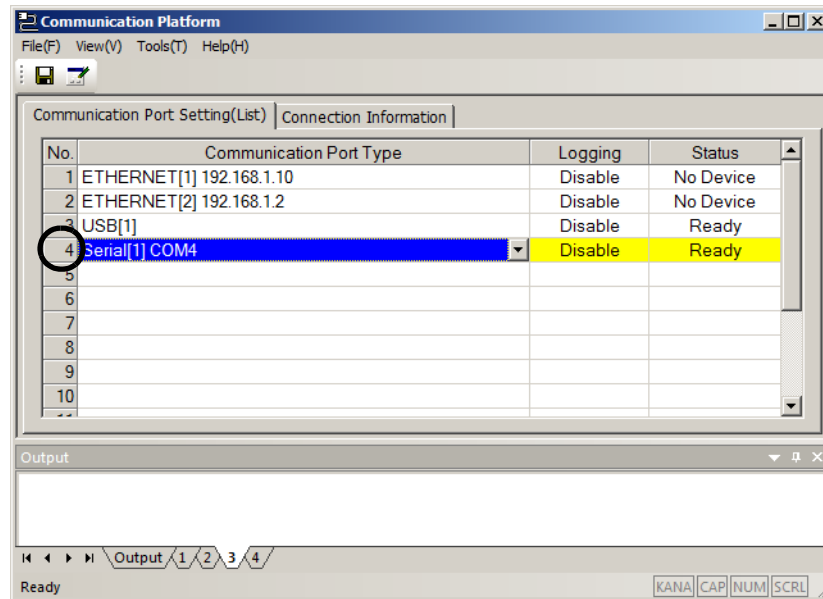 Communication Platform
File(F) View(V) Tools(T) Help(H)
Communication Port Setting(List) Connection Information
No. Communication Port Type Logging Status
1 ETHERNET[1] 192.168.1.10 Disable No Device
2 ETHERNET[2] 192.168.1.2 Disable No Device
3 USB[1] Disable Ready
4 Serial[1] COM4 Disable Ready
5
6
7
8
9
10
Output
Output 1 2 3 4
Ready KANA CAP NUM SCRL